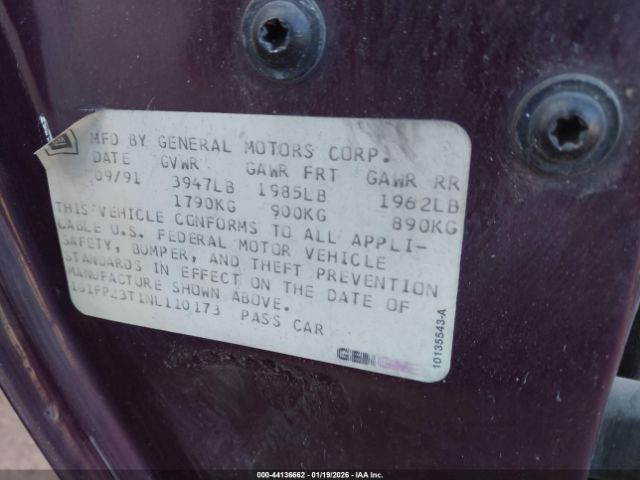 MFD BY GENERAL MOTORS CORP.
DATE GVWR GAWR FRT GAWR RR
09/91 3947LB 1985LB 1962LB
1790KG 900KG 890KG
THIS VEHICLE CONFORMS TO ALL APPLI-
CABLE U.S. FEDERAL MOTOR VEHICLE
SAFETY, BUMPER, AND THEFT PREVENTION
STANDARDS IN EFFECT ON THE DATE OF
MANUFACTURE SHOWN ABOVE.
1G1FP23T1NL110173 PASS CAR
10135543-A
000-44136662 - 01/19/2026 - IAA Inc.